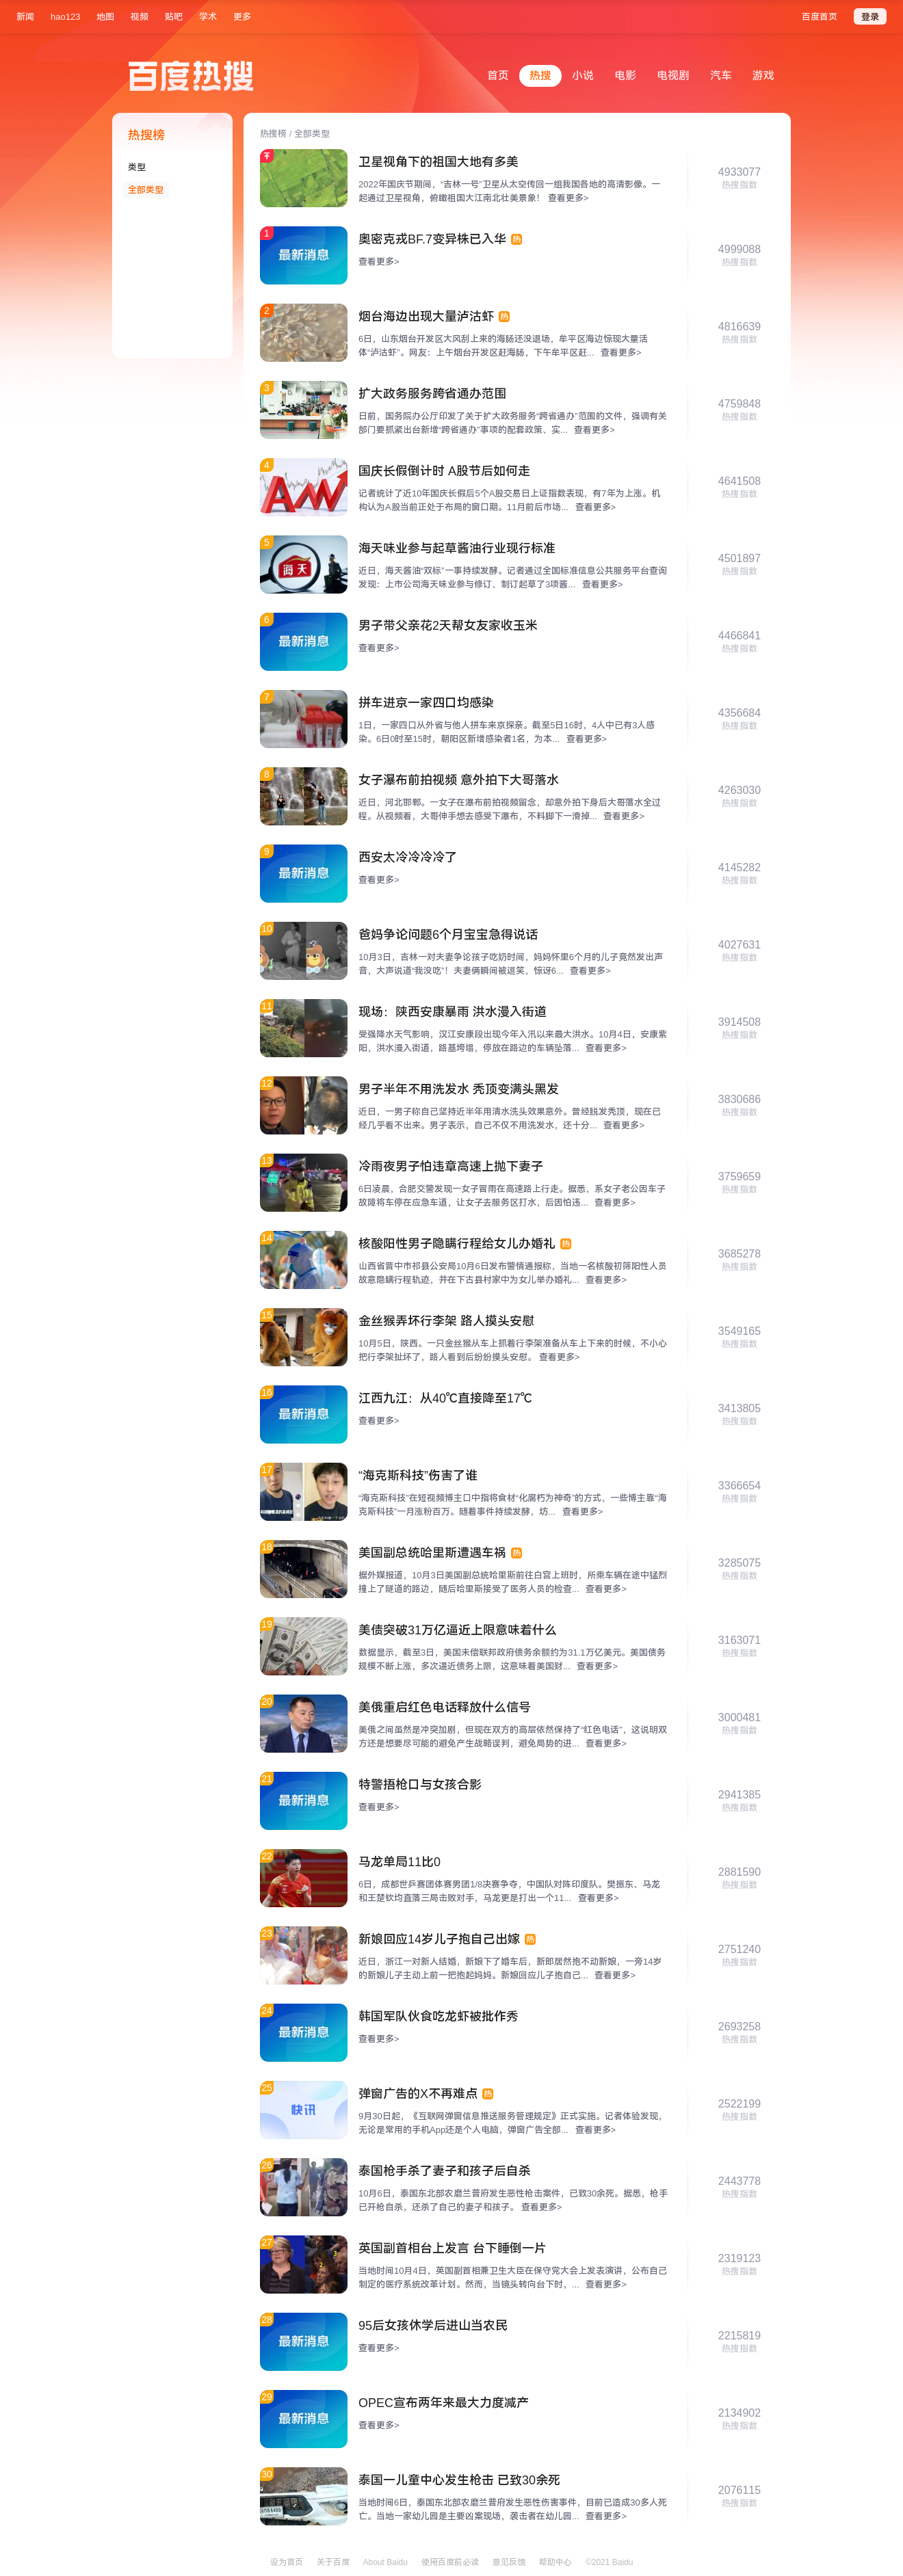 新闻 hao123 地图 视频 贴吧 学术 更多 百度首页 登录
百度热搜
首页 热搜 小说 电影 电视剧 汽车 游戏
热搜榜
类型
全部类型
热搜榜 / 全部类型
卫星视角下的祖国大地有多美
2022年国庆节期间，“吉林一号”卫星从太空传回一组我国各地的高清影像。一
起通过卫星视角，俯瞰祖国大江南北壮美景象！ 查看更多>
4933077
热搜指数
1
最新消息
奥密克戎BF.7变异株已入华 热
查看更多>
4999088
热搜指数
2
烟台海边出现大量泸沽虾 热
6日，山东烟台开发区大风刮上来的海肠还没退场，牟平区海边惊现大量活
体“泸沽虾”。网友：上午烟台开发区赶海肠，下午牟平区赶... 查看更多>
4816639
热搜指数
3
扩大政务服务跨省通办范围
日前，国务院办公厅印发了关于扩大政务服务“跨省通办”范围的文件，强调有关
部门要抓紧出台新增“跨省通办”事项的配套政策、实... 查看更多>
4759848
热搜指数
4
国庆长假倒计时 A股节后如何走
记者统计了近10年国庆长假后5个A股交易日上证指数表现，有7年为上涨。机
构认为A股当前正处于布局的窗口期。11月前后市场... 查看更多>
4641508
热搜指数
5
海天
海天味业参与起草酱油行业现行标准
近日，海天酱油“双标”一事持续发酵。记者通过全国标准信息公共服务平台查询
发现：上市公司海天味业参与修订、制订起草了3项酱... 查看更多>
4501897
热搜指数
6
最新消息
男子带父亲花2天帮女友家收玉米
查看更多>
4466841
热搜指数
7
拼车进京一家四口均感染
1日，一家四口从外省与他人拼车来京探亲。截至5日16时，4人中已有3人感
染。6日0时至15时，朝阳区新增感染者1名，为本... 查看更多>
4356684
热搜指数
8
女子瀑布前拍视频 意外拍下大哥落水
近日，河北邯郸。一女子在瀑布前拍视频留念，却意外拍下身后大哥落水全过
程。从视频看，大哥伸手想去感受下瀑布，不料脚下一滑掉... 查看更多>
4263030
热搜指数
9
最新消息
西安太冷冷冷冷了
查看更多>
4145282
热搜指数
10
爸妈争论问题6个月宝宝急得说话
10月3日，吉林一对夫妻争论孩子吃奶时间，妈妈怀里6个月的儿子竟然发出声
音，大声说道“我没吃”！夫妻俩瞬间被逗笑，惊讶6... 查看更多>
4027631
热搜指数
11
现场：陕西安康暴雨 洪水漫入街道
受强降水天气影响，汉江安康段出现今年入汛以来最大洪水。10月4日，安康紫
阳，洪水漫入街道，路基垮塌，停放在路边的车辆坠落... 查看更多>
3914508
热搜指数
12
男子半年不用洗发水 秃顶变满头黑发
近日，一男子称自己坚持近半年用清水洗头效果意外。曾经脱发秃顶，现在已
经几乎看不出来。男子表示，自己不仅不用洗发水，还十分... 查看更多>
3830686
热搜指数
13
冷雨夜男子怕违章高速上抛下妻子
6日凌晨，合肥交警发现一女子冒雨在高速路上行走。据悉，系女子老公因车子
故障将车停在应急车道，让女子去服务区打水，后因怕违... 查看更多>
3759659
热搜指数
14
核酸阳性男子隐瞒行程给女儿办婚礼 热
山西省晋中市祁县公安局10月6日发布警情通报称，当地一名核酸初筛阳性人员
故意隐瞒行程轨迹，并在下古县村家中为女儿举办婚礼... 查看更多>
3685278
热搜指数
15
金丝猴弄坏行李架 路人摸头安慰
10月5日，陕西。一只金丝猴从车上抓着行李架准备从车上下来的时候，不小心
把行李架扯坏了，路人看到后纷纷摸头安慰。 查看更多>
3549165
热搜指数
16
最新消息
江西九江：从40℃直接降至17℃
查看更多>
3413805
热搜指数
17
“海克斯科技”伤害了谁
“海克斯科技”在短视频博主口中指将食材“化腐朽为神奇”的方式，一些博主靠“海
克斯科技”一月涨粉百万。随着事件持续发酵，坊... 查看更多>
3366654
热搜指数
18
美国副总统哈里斯遭遇车祸 热
据外媒报道，10月3日美国副总统哈里斯前往白宫上班时，所乘车辆在途中猛烈
撞上了隧道的路边，随后哈里斯接受了医务人员的检查... 查看更多>
3285075
热搜指数
19
美债突破31万亿逼近上限意味着什么
数据显示，截至3日，美国未偿联邦政府债务余额约为31.1万亿美元。美国债务
规模不断上涨，多次逼近债务上限，这意味着美国财... 查看更多>
3163071
热搜指数
20
美俄重启红色电话释放什么信号
美俄之间虽然是冲突加剧，但现在双方的高层依然保持了“红色电话”，这说明双
方还是想要尽可能的避免产生战略误判，避免局势的进... 查看更多>
3000481
热搜指数
21
最新消息
特警捂枪口与女孩合影
查看更多>
2941385
热搜指数
22
马龙单局11比0
6日，成都世乒赛团体赛男团1/8决赛争夺，中国队对阵印度队。樊振东、马龙
和王楚钦均直落三局击败对手，马龙更是打出一个11... 查看更多>
2881590
热搜指数
23
新娘回应14岁儿子抱自己出嫁 热
近日，浙江一对新人结婚，新娘下了婚车后，新郎居然抱不动新娘，一旁14岁
的新娘儿子主动上前一把抱起妈妈。新娘回应儿子抱自己... 查看更多>
2751240
热搜指数
24
最新消息
韩国军队伙食吃龙虾被批作秀
查看更多>
2693258
热搜指数
25
快讯
弹窗广告的X不再难点 热
9月30日起，《互联网弹窗信息推送服务管理规定》正式实施。记者体验发现，
无论是常用的手机App还是个人电脑，弹窗广告全部... 查看更多>
2522199
热搜指数
26
泰国枪手杀了妻子和孩子后自杀
10月6日，泰国东北部农磨兰普府发生恶性枪击案件，已致30余死。据悉，枪手
已开枪自杀，还杀了自己的妻子和孩子。 查看更多>
2443778
热搜指数
27
英国副首相台上发言 台下睡倒一片
当地时间10月4日，英国副首相兼卫生大臣在保守党大会上发表演讲，公布自己
制定的医疗系统改革计划。然而，当镜头转向台下时，... 查看更多>
2319123
热搜指数
28
最新消息
95后女孩休学后进山当农民
查看更多>
2215819
热搜指数
29
最新消息
OPEC宣布两年来最大力度减产
查看更多>
2134902
热搜指数
30
泰国一儿童中心发生枪击 已致30余死
当地时间6日，泰国东北部农磨兰普府发生恶性伤害事件，目前已造成30多人死
亡。当地一家幼儿园是主要凶案现场，袭击者在幼儿园... 查看更多>
2076115
热搜指数
设为首页 关于百度 About Baidu 使用百度前必读 意见反馈 帮助中心 ©2021 Baidu